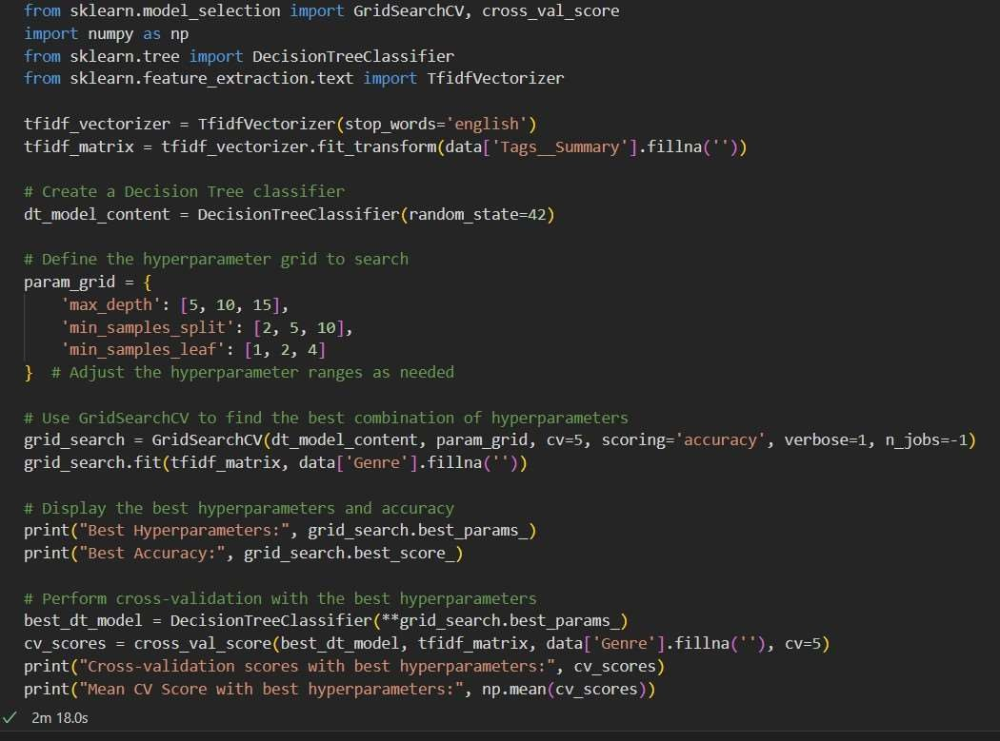 from sklearn.model_selection import GridSearchCV, cross_val_score
import numpy as np
from sklearn.tree import DecisionTreeClassifier
from sklearn.feature_extraction.text import TfidfVectorizer

tfidf_vectorizer = TfidfVectorizer(stop_words='english')
tfidf_matrix = tfidf_vectorizer.fit_transform(data['Tags__Summary'].fillna(''))

# Create a Decision Tree classifier
dt_model_content = DecisionTreeClassifier(random_state=42)

# Define the hyperparameter grid to search
param_grid = {
    'max_depth': [5, 10, 15],
    'min_samples_split': [2, 5, 10],
    'min_samples_leaf': [1, 2, 4]
}  # Adjust the hyperparameter ranges as needed

# Use GridSearchCV to find the best combination of hyperparameters
grid_search = GridSearchCV(dt_model_content, param_grid, cv=5, scoring='accuracy', verbose=1, n_jobs=-1)
grid_search.fit(tfidf_matrix, data['Genre'].fillna(''))

# Display the best hyperparameters and accuracy
print("Best Hyperparameters:", grid_search.best_params_)
print("Best Accuracy:", grid_search.best_score_)

# Perform cross-validation with the best hyperparameters
best_dt_model = DecisionTreeClassifier(**grid_search.best_params_)
cv_scores = cross_val_score(best_dt_model, tfidf_matrix, data['Genre'].fillna(''), cv=5)
print("Cross-validation scores with best hyperparameters:", cv_scores)
print("Mean CV Score with best hyperparameters:", np.mean(cv_scores))
2m 18.0s